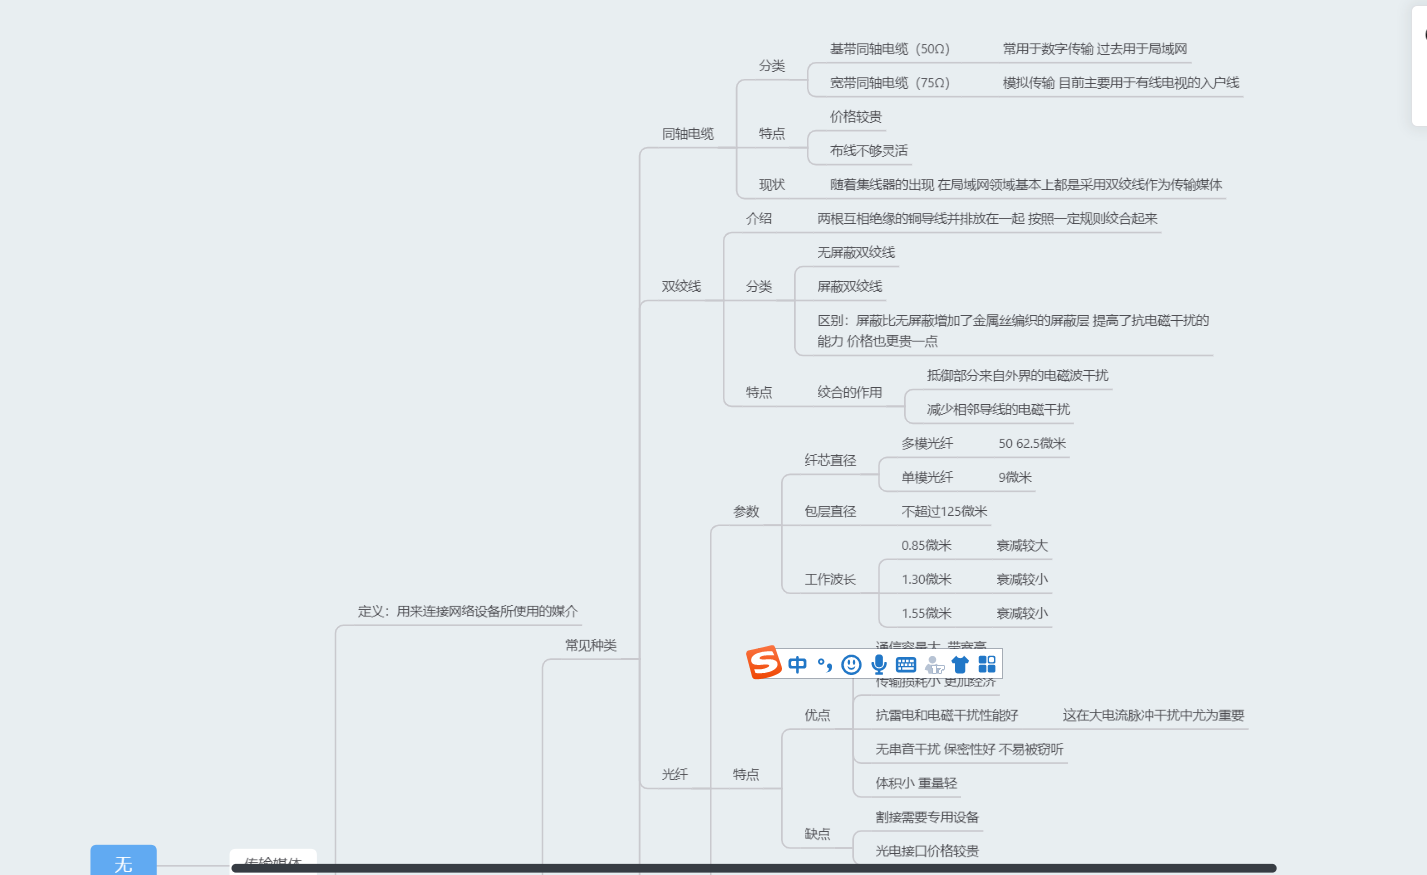 基带同轴电缆（50Ω） 常用于数字传输 过去用于局域网
分类
宽带同轴电缆（75Ω） 模拟传输 目前主要用于有线电视的入户线
价格较贵
同轴电缆 特点
布线不够灵活
现状 随着集线器的出现 在局域网领域基本上都是采用双绞线作为传输媒体
介绍 两根互相绝缘的铜导线并排放在一起 按照一定规则绞合起来
无屏蔽双绞线
双绞线 分类 屏蔽双绞线
区别：屏蔽比无屏蔽增加了金属丝编织的屏蔽层 提高了抗电磁干扰的
能力 价格也更贵一点
抵御部分来自外界的电磁波干扰
特点 绞合的作用
减少相邻导线的电磁干扰
多模光纤 50 62.5微米
纤芯直径
单模光纤 9微米
参数 包层直径 不超过125微米
0.85微米 衰减较大
工作波长 1.30微米 衰减较小
1.55微米 衰减较小
定义：用来连接网络设备所使用的媒介
常见种类
通信容量大 带宽高
中
传输损耗小 更加经济
优点 抗雷电和电磁干扰性能好 这在大电流脉冲干扰中尤为重要
无串音干扰 保密性好 不易被窃听
光纤 特点
体积小 重量轻
割接需要专用设备
缺点
光电接口价格较贵
无 传输媒体